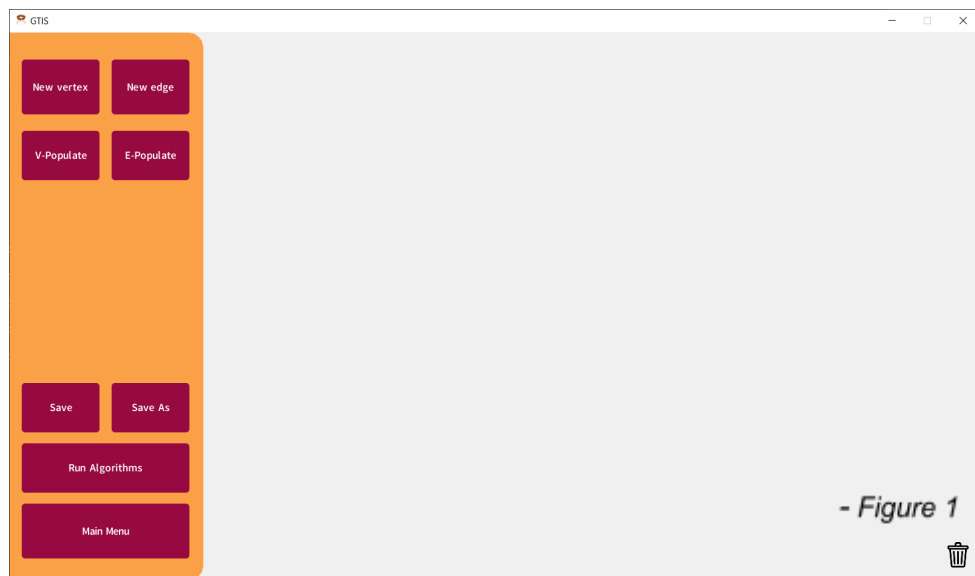 GTIS
New vertex New edge
V-Populate E-Populate
Save Save As
Run Algorithms
Main Menu
- Figure 1